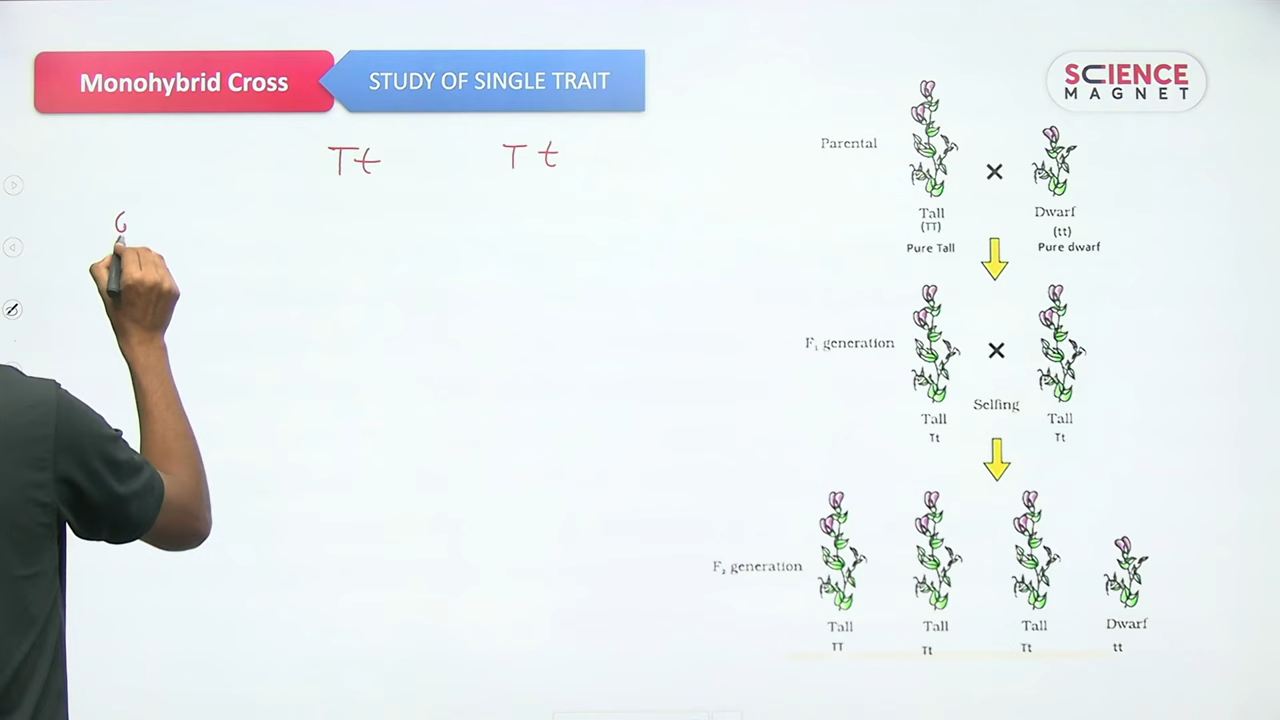 Monohybrid Cross
STUDY OF SINGLE TRAIT
SCIENCE
MAGNET
Tt Tt
Parental
Tall
(TT)
Pure Tall
Dwarf
(tt)
Pure dwarf
F₁ generation
Tall
Tt
Selfing
Tall
Tt
F₂ generation
Tall
TT
Tall
Tt
Tall
Tt
Dwarf
tt